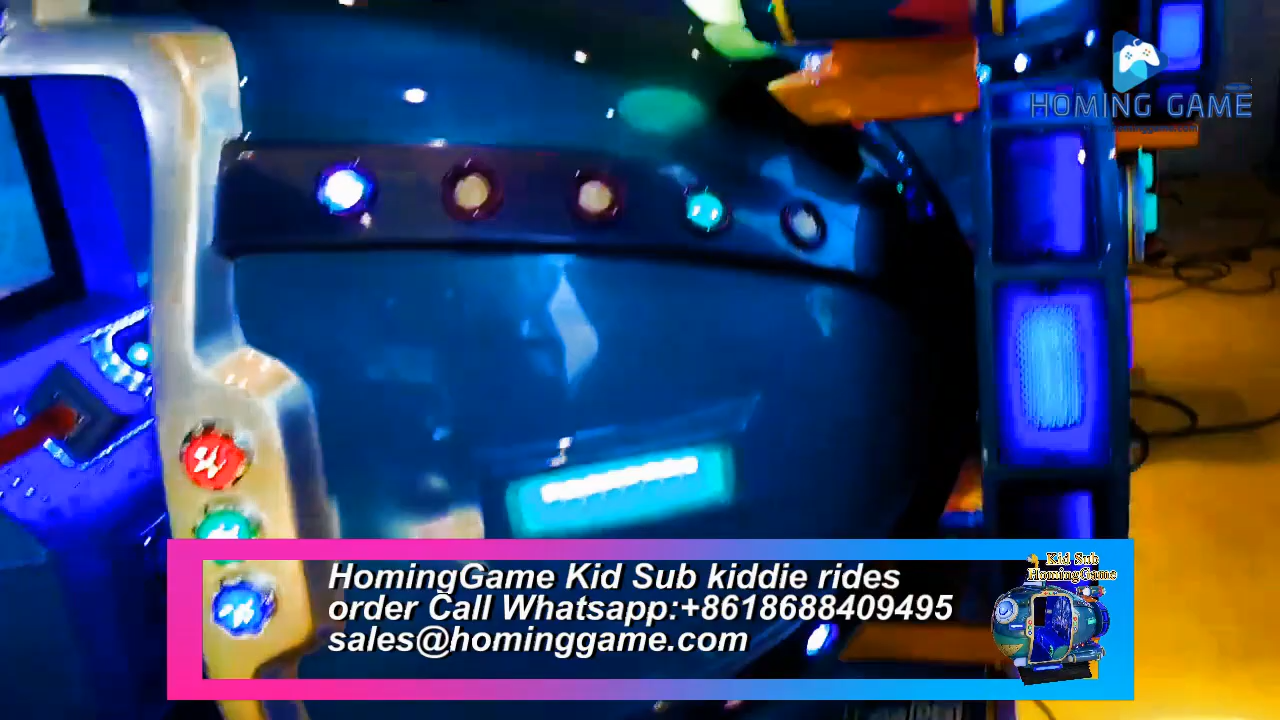 HOMING GAME
HomingGame Kid Sub kiddie rides
order Call Whatsapp:+8618688409495
sales@hominggame.com
Kid Sub
HomingGame